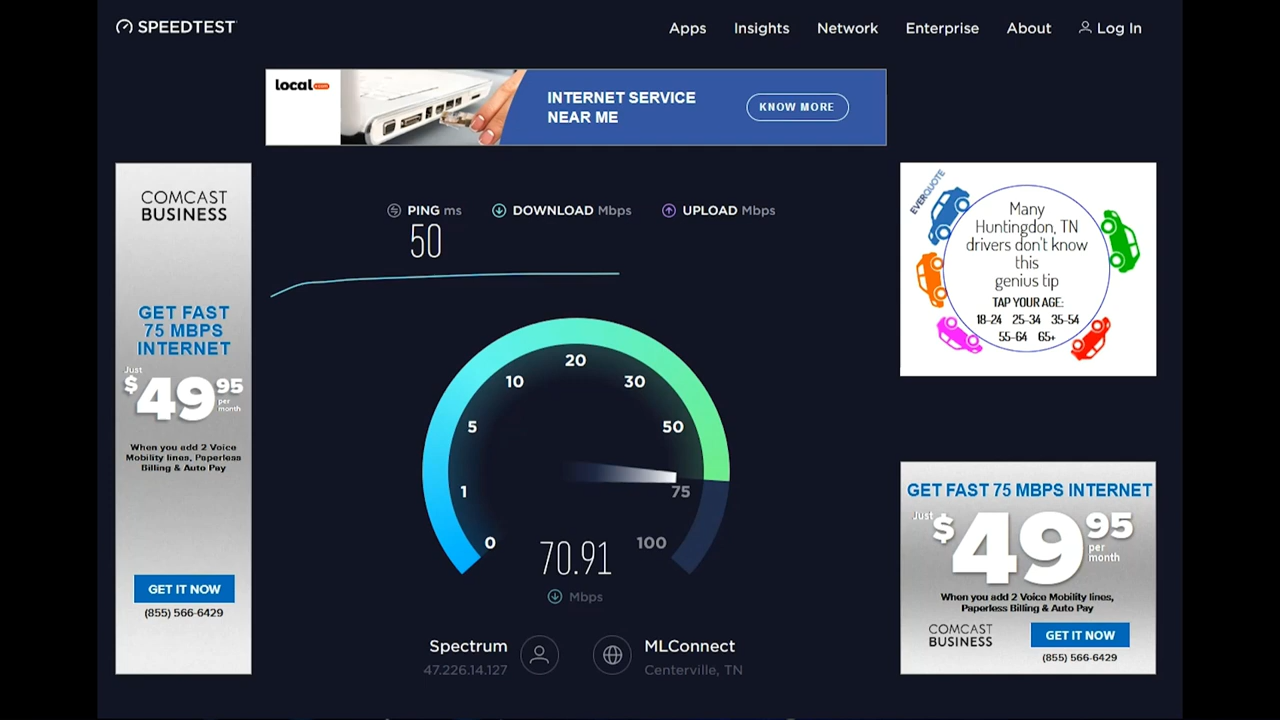 SPEEDTEST
Apps Insights Network Enterprise About Log In
local.com
INTERNET SERVICE
NEAR ME
KNOW MORE
COMCAST
BUSINESS
GET FAST
75 MBPS
INTERNET
Just
$49.95
per
month
When you add 2 Voice
Mobility lines, Paperless
Billing & Auto Pay
GET IT NOW
(855) 566-6429
PING ms DOWNLOAD Mbps UPLOAD Mbps
50
0
1
5
10
20
30
50
75
100
70.91
Mbps
Spectrum
47.226.14.127
MLConnect
Centerville, TN
EVERQUOTE
Many
Huntingdon, TN
drivers don't know
this
genius tip
TAP YOUR AGE:
18-24 25-34 35-54
55-64 65+
GET FAST 75 MBPS INTERNET
Just
$49.95
per
month
When you add 2 Voice Mobility lines,
Paperless Billing & Auto Pay
COMCAST
BUSINESS
GET IT NOW
(855) 566-6429